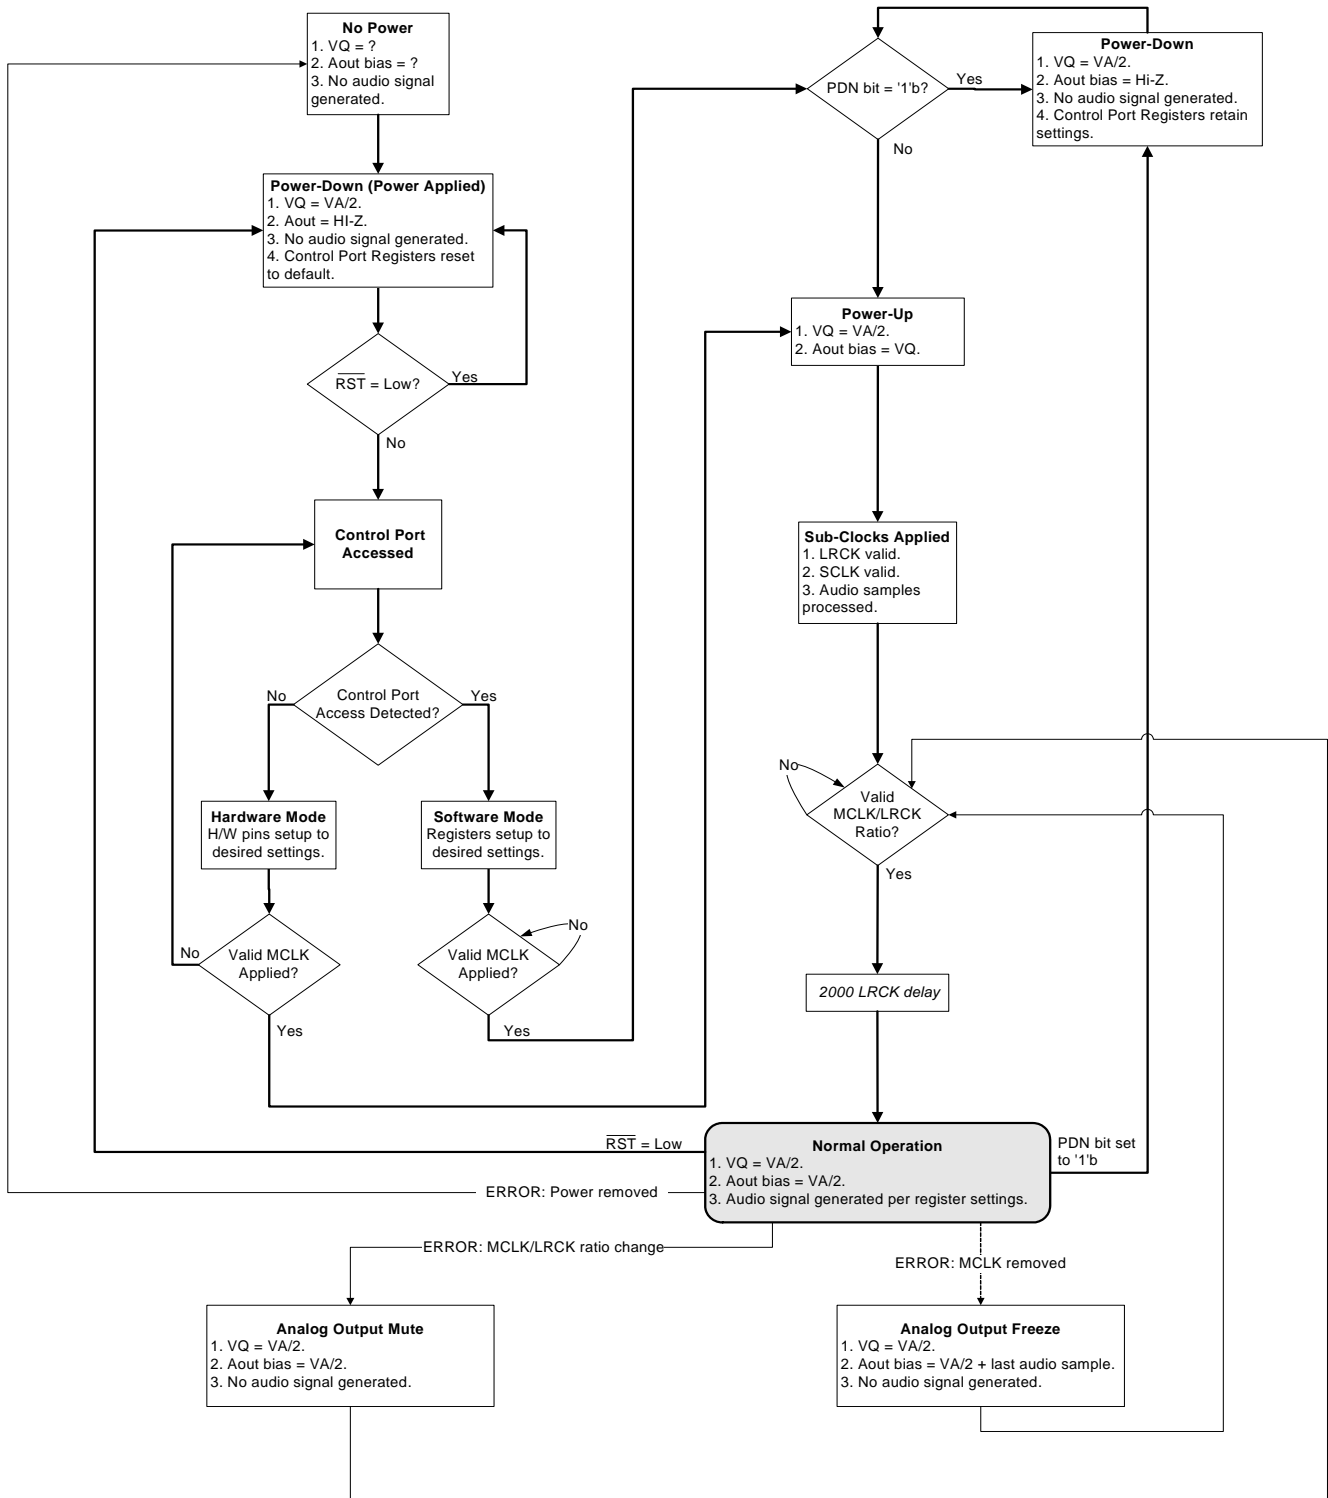 No Power
1. VQ = ?
2. Aout bias = ?
3. No audio signal
generated.
Power-Down (Power Applied)
1. VQ = VA/2.
2. Aout = HI-Z.
3. No audio signal generated.
4. Control Port Registers reset
to default.
RST = Low?
Yes
No
Control Port
Accessed
Control Port
Access Detected?
No
Yes
Hardware Mode
H/W pins setup to
desired settings.
Software Mode
Registers setup to
desired settings.
Valid MCLK
Applied?
No
Yes
Valid MCLK
Applied?
No
Yes
PDN bit = '1'b?
Yes
No
Power-Down
1. VQ = VA/2.
2. Aout bias = Hi-Z.
3. No audio signal generated.
4. Control Port Registers retain
settings.
Power-Up
1. VQ = VA/2.
2. Aout bias = VQ.
Sub-Clocks Applied
1. LRCK valid.
2. SCLK valid.
3. Audio samples
processed.
No
Valid
MCLK/LRCK
Ratio?
Yes
2000 LRCK delay
Normal Operation
1. VQ = VA/2.
2. Aout bias = VA/2.
3. Audio signal generated per register settings.
RST = Low
PDN bit set
to '1'b
ERROR: Power removed
ERROR: MCLK/LRCK ratio change
ERROR: MCLK removed
Analog Output Mute
1. VQ = VA/2.
2. Aout bias = VA/2.
3. No audio signal generated.
Analog Output Freeze
1. VQ = VA/2.
2. Aout bias = VA/2 + last audio sample.
3. No audio signal generated.